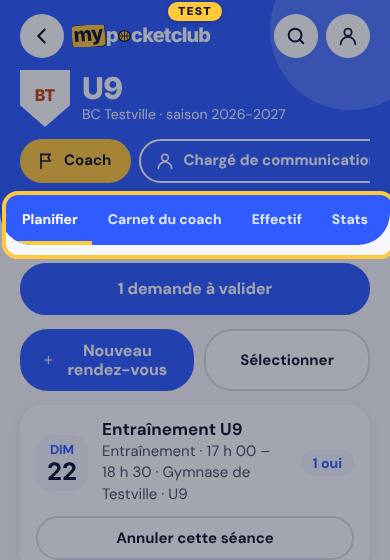 TEST
mypocketclub
BT
U9
BC Testville · saison 2026-2027
Coach
Chargé de communicatio
Planifier
Carnet du coach
Effectif
Stats
1 demande à valider
+ Nouveau
rendez-vous
Sélectionner
Entraînement U9
DIM
22
Entraînement · 17 h 00 –
18 h 30 · Gymnase de
Testville · U9
1 oui
Annuler cette séance